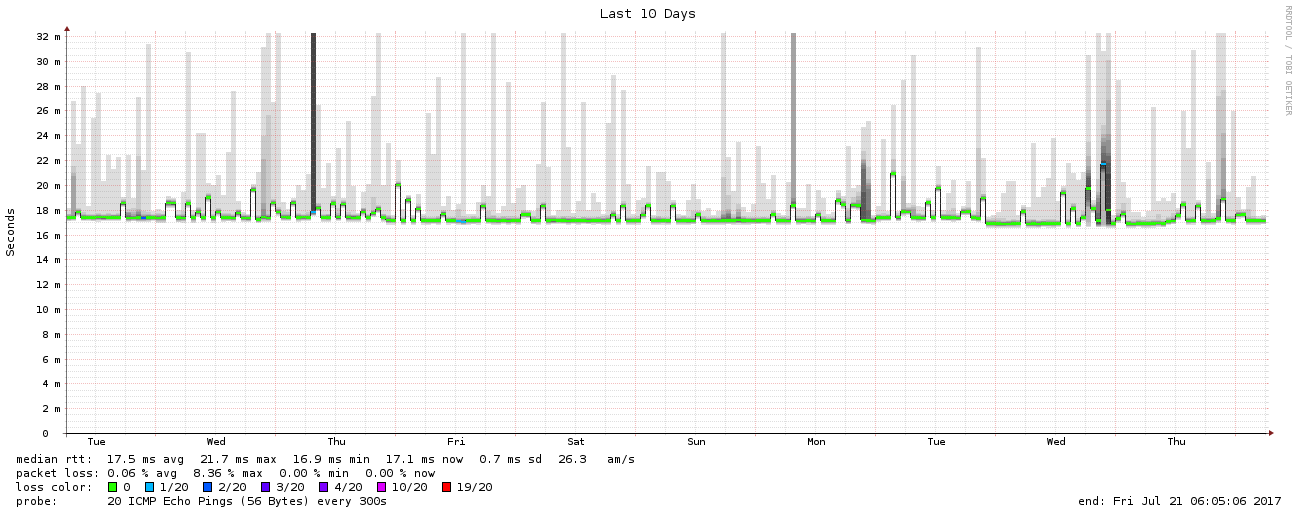 Last 10 Days
RRDTOOL / TOBI OETIKER
Seconds
32 m
30 m
28 m
26 m
24 m
22 m
20 m
18 m
16 m
14 m
12 m
10 m
8 m
6 m
4 m
2 m
0
Tue Wed Thu Fri Sat Sun Mon Tue Wed Thu
median rtt: 17.5 ms avg 21.7 ms max 16.9 ms min 17.1 ms now 0.7 ms sd 26.3 am/s
packet loss: 0.06 % avg 8.36 % max 0.00 % min 0.00 % now
loss color: 0 1/20 2/20 3/20 4/20 10/20 19/20
probe: 20 ICMP Echo Pings (56 Bytes) every 300s end: Fri Jul 21 06:05:06 2017